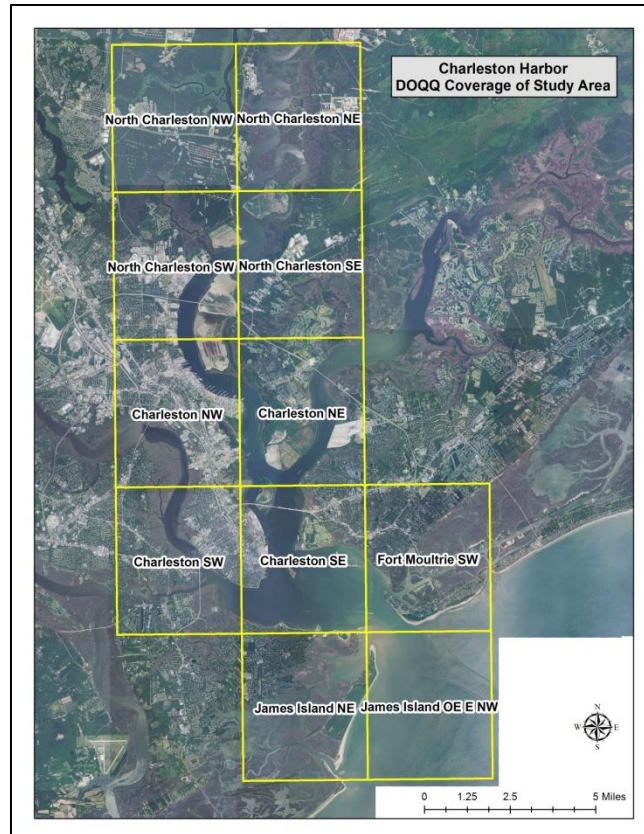 Charleston Harbor
DOQQ Coverage of Study Area
North Charleston NW
North Charleston NE
North Charleston SW
North Charleston SE
Charleston NW
Charleston NE
Charleston SW
Charleston SE
Fort Moultrie SW
James Island NE
James Island OE E NW
N
W
E
S
0 1.25 2.5 5 Miles